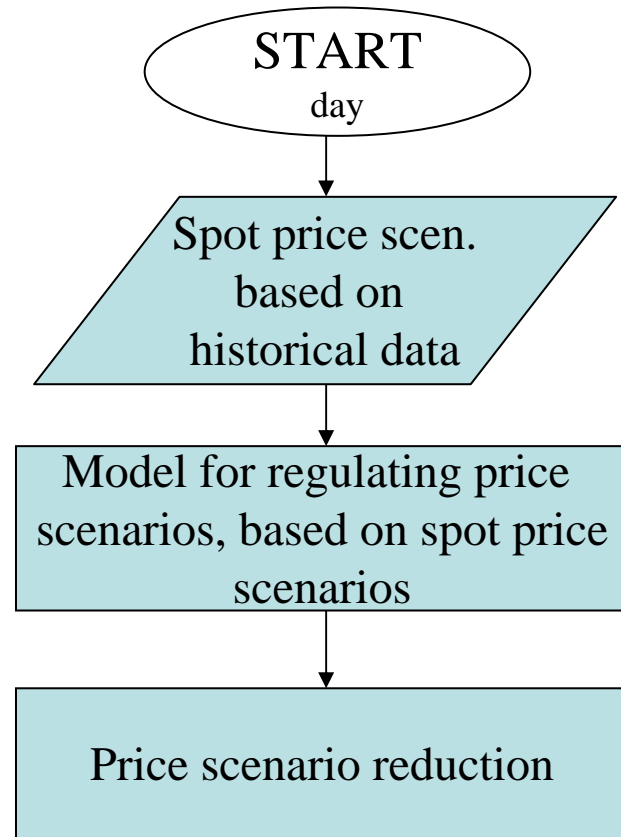 START
day
Spot price scen.
based on
historical data
Model for regulating price
scenarios, based on spot price
scenarios
Price scenario reduction